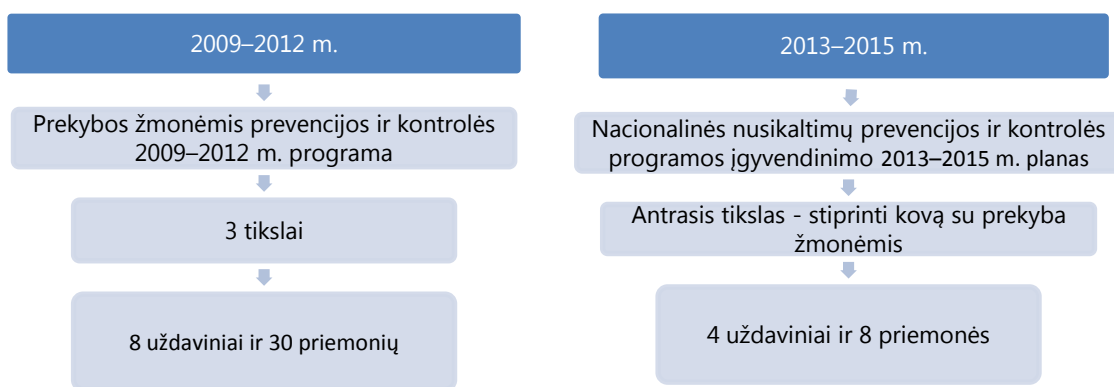 2009–2012 m.
Prekybos žmonėmis prevencijos ir kontrolės
2009–2012 m. programa
3 tikslai
8 uždaviniai ir 30 priemonių
2013–2015 m.
Nacionalinės nusikaltimų prevencijos ir kontrolės
programos įgyvendinimo 2013–2015 m. planas
Antrasis tikslas - stiprinti kovą su prekyba
žmonėmis
4 uždaviniai ir 8 priemonės